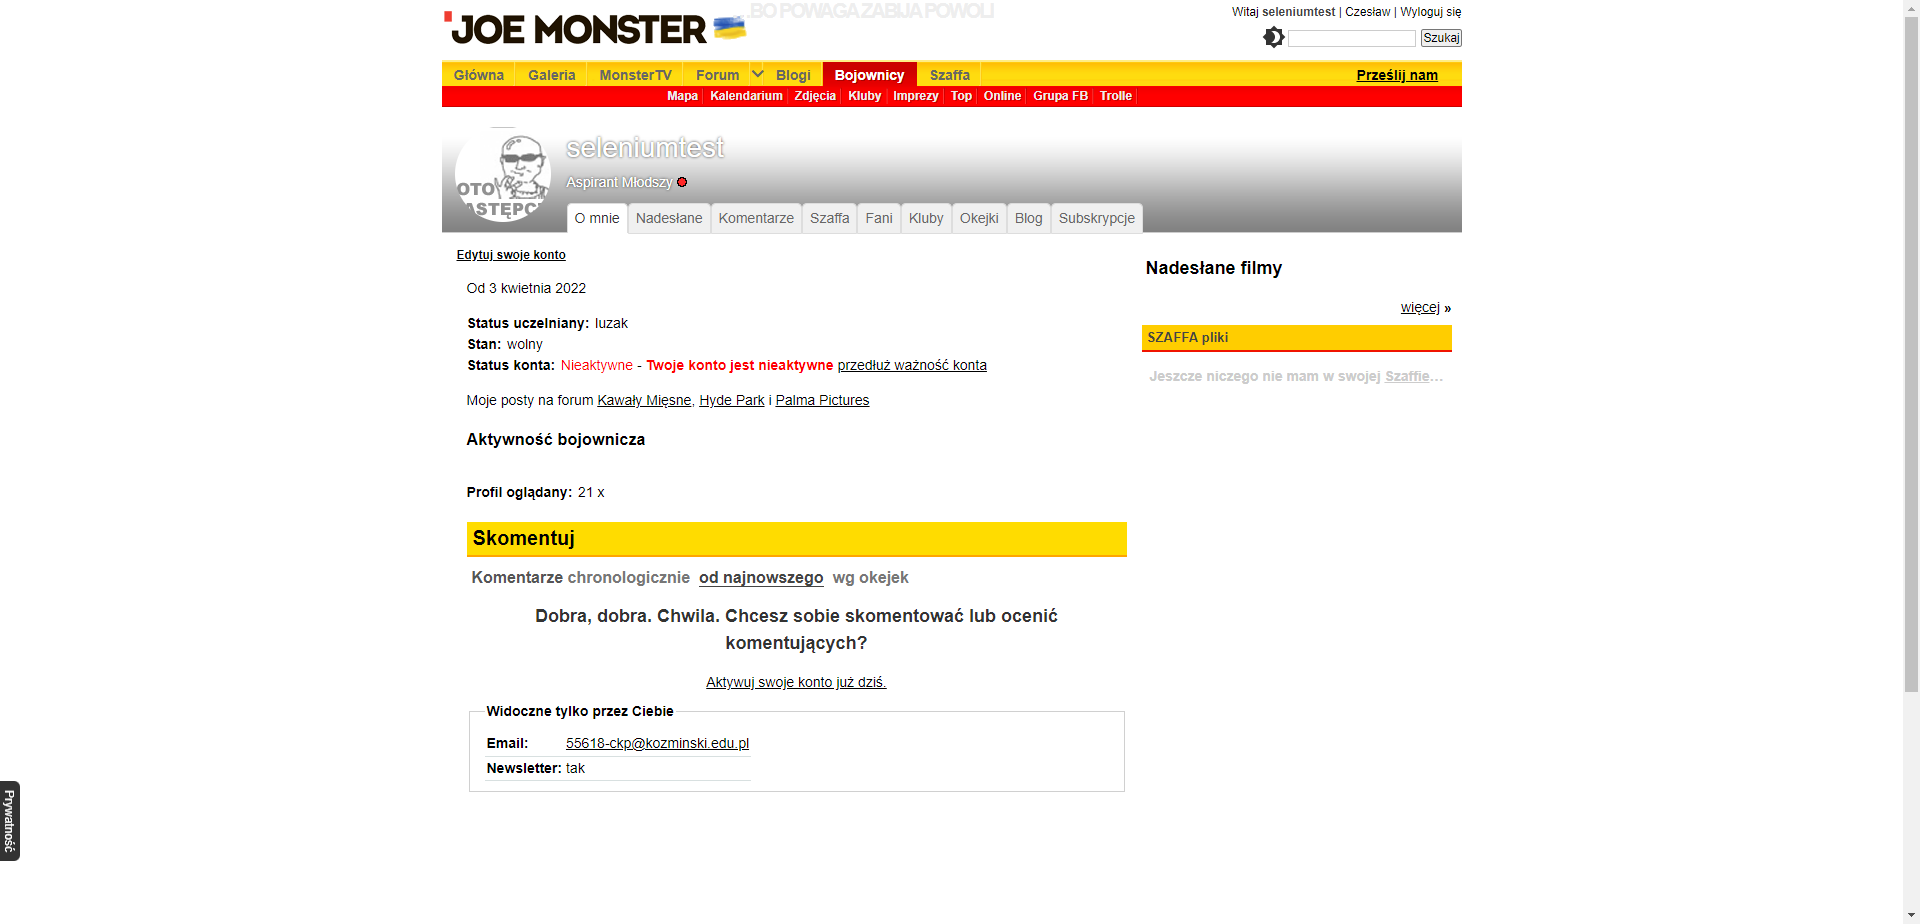 JOE MONSTER
BO POWAGA ZABIJA POWOLI
Witaj seleniumtest | Czesław | Wyloguj się
Szukaj
Główna Galeria MonsterTV Forum Blogi Bojownicy Szaffa Prześlij nam
Mapa Kalendarium Zdjęcia Kluby Imprezy Top Online Grupa FB Trolle
OTO
ASTĘPC
seleniumtest
Aspirant Młodszy
O mnie Nadesłane Komentarze Szaffa Fani Kluby Okejki Blog Subskrypcje
Edytuj swoje konto
Od 3 kwietnia 2022
Status uczelniany: luzak
Stan: wolny
Status konta: Nieaktywne - Twoje konto jest nieaktywne przedłuż ważność konta
Moje posty na forum Kawały Mięsne, Hyde Park i Palma Pictures
Aktywność bojownicza
Profil oglądany: 21 x
Skomentuj
Komentarze chronologicznie od najnowszego wg okejek
Dobra, dobra. Chwila. Chcesz sobie skomentować lub ocenić
komentujących?
Aktywuj swoje konto już dziś.
Widoczne tylko przez Ciebie
Email: 55618-ckp@kozminski.edu.pl
Newsletter: tak
Nadesłane filmy
więcej »
SZAFFA pliki
Jeszcze niczego nie mam w swojej Szaffie...
Prywatność